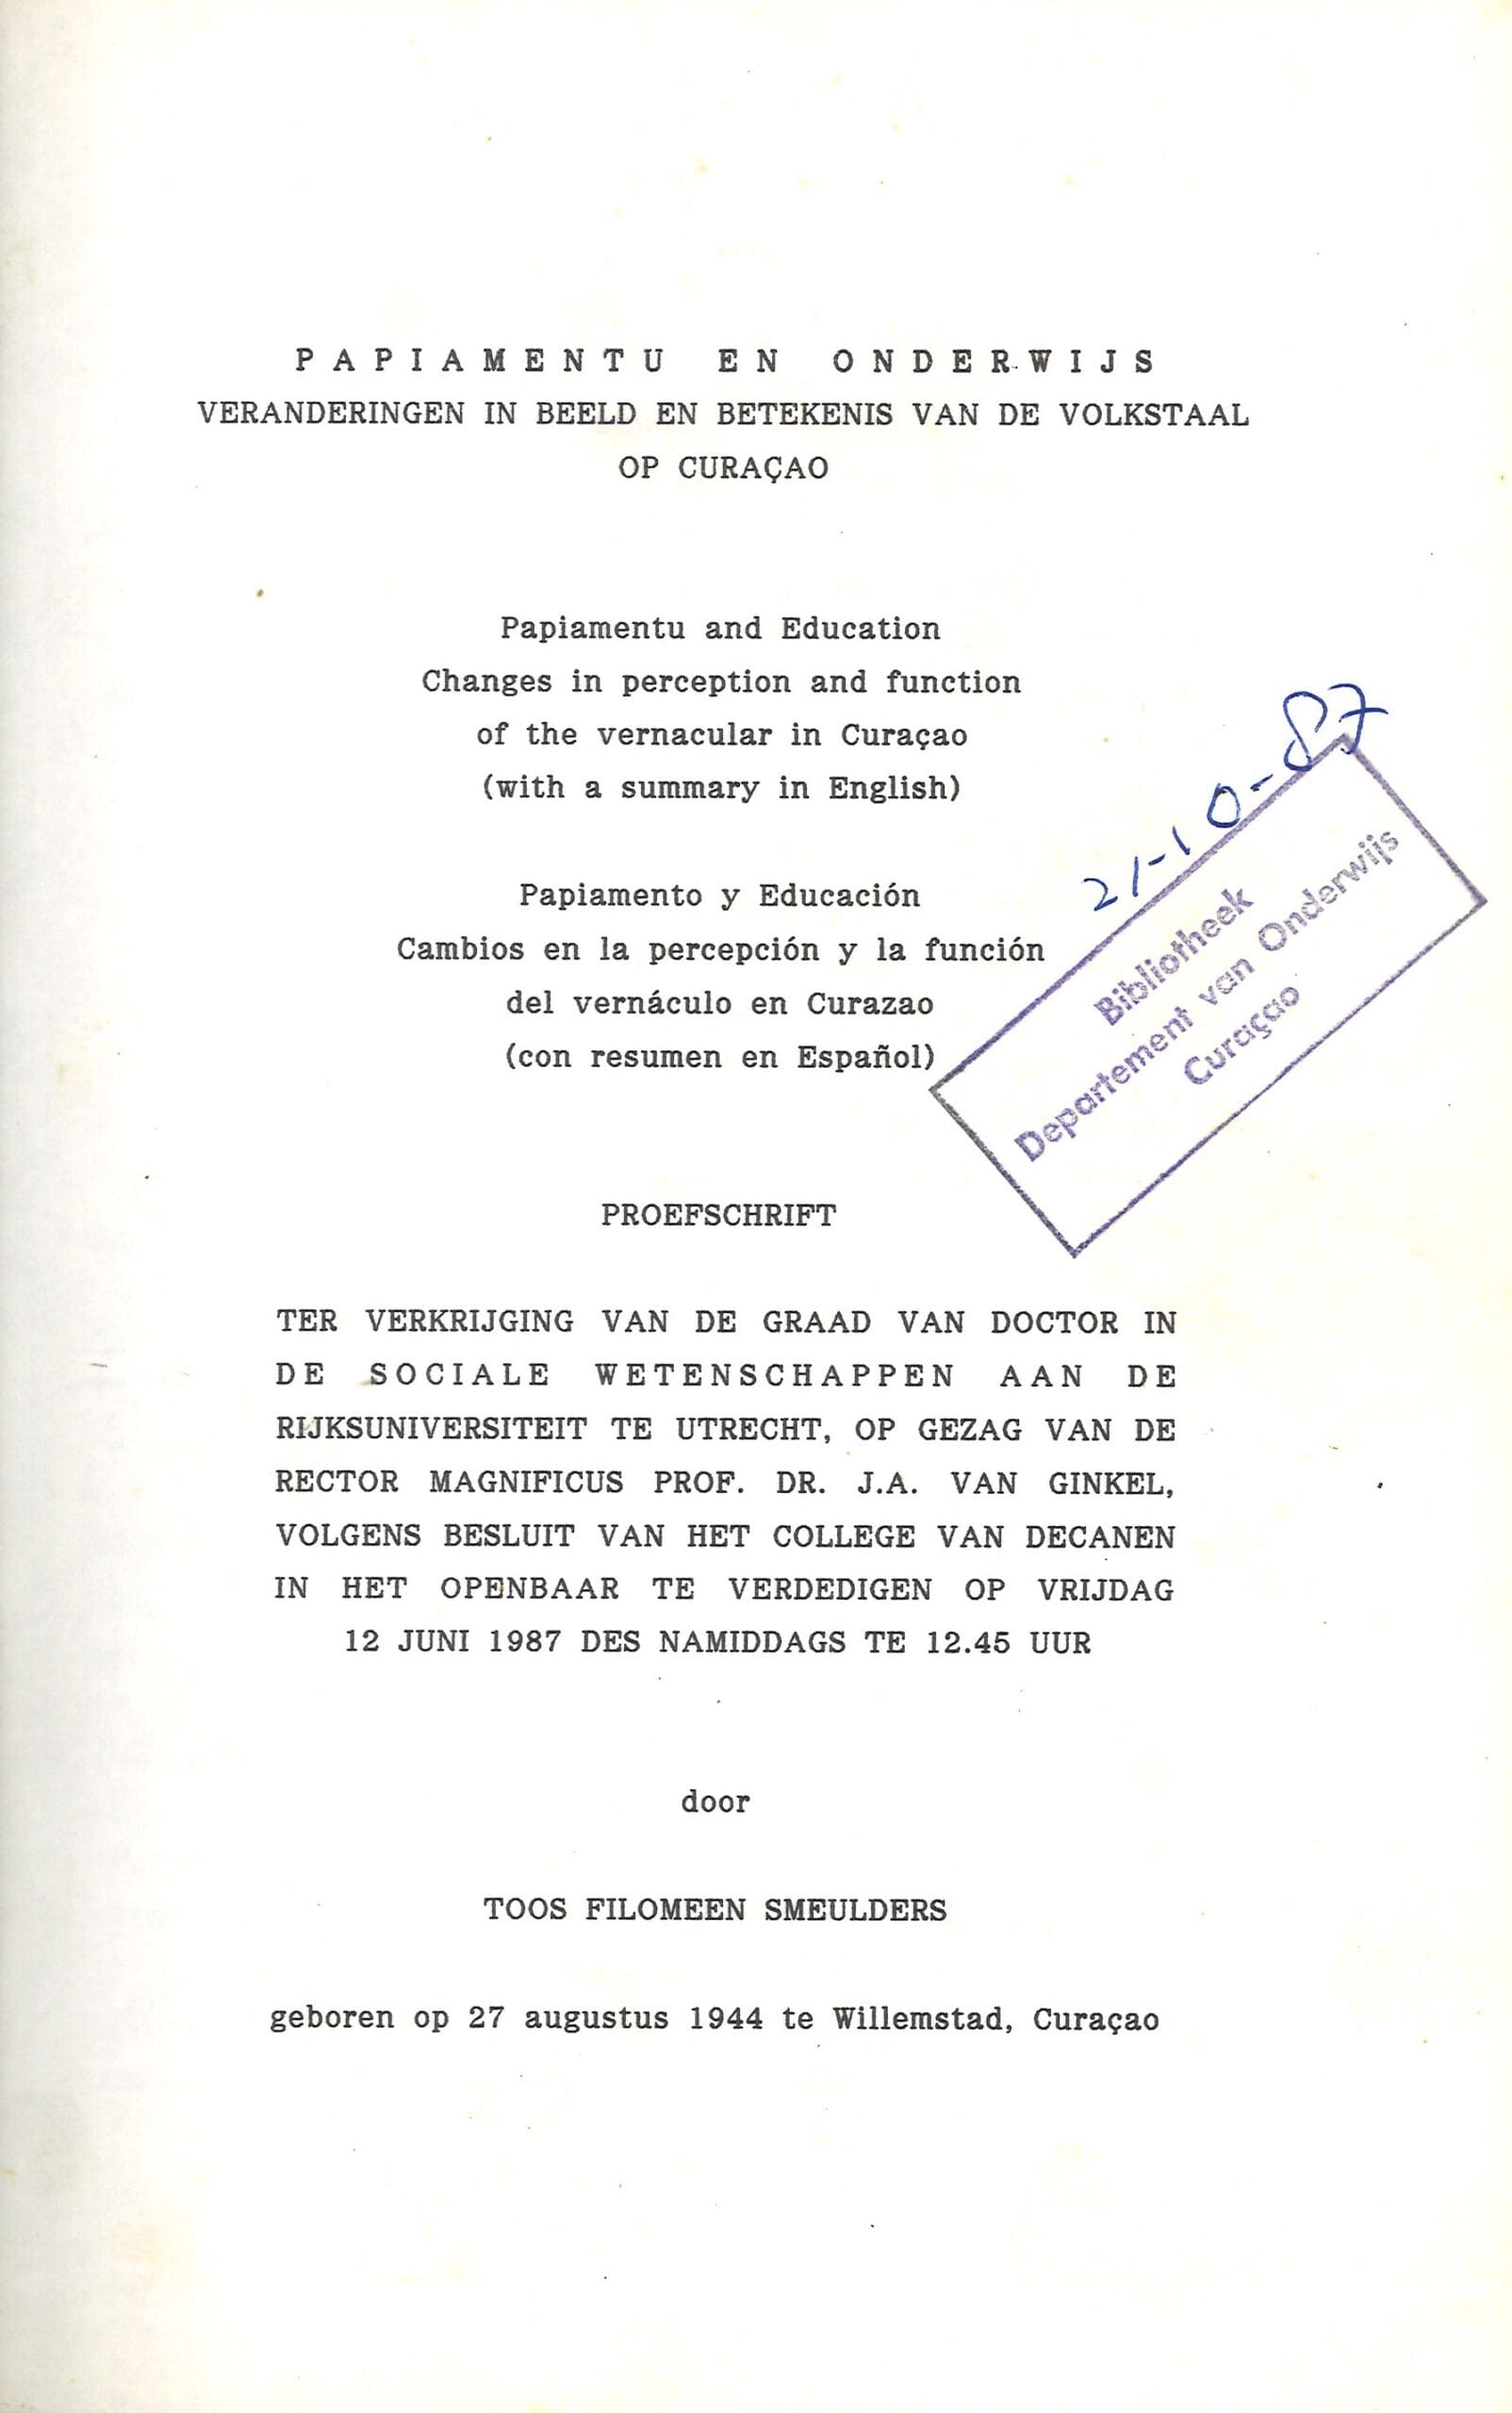 PAPIAMENTU EN ONDERWIJS
VERANDERINGEN IN BEELD EN BETEKENIS VAN DE VOLKSTAAL
OP CURAÇAO
Papiamentu and Education
Changes in perception and function
of the vernacular in Curaçao
(with a summary in English)
Papiamento y Educación
Cambios en la percepción y la función
del vernáculo en Curazao
(con resumen en Español)
21-10-87
Bibliotheek
Departement van Onderwijs
Curaçao
PROEFSCHRIFT
TER VERKRIJGING VAN DE GRAAD VAN DOCTOR IN
DE SOCIALE WETENSCHAPPEN AAN DE
RIJKSUNIVERSITEIT TE UTRECHT, OP GEZAG VAN DE
RECTOR MAGNIFICUS PROF. DR. J.A. VAN GINKEL,
VOLGENS BESLUIT VAN HET COLLEGE VAN DECANEN
IN HET OPENBAAR TE VERDEDIGEN OP VRIJDAG
12 JUNI 1987 DES NAMIDDAGS TE 12.45 UUR
door
TOOS FILOMEEN SMEULDERS
geboren op 27 augustus 1944 te Willemstad, Curaçao